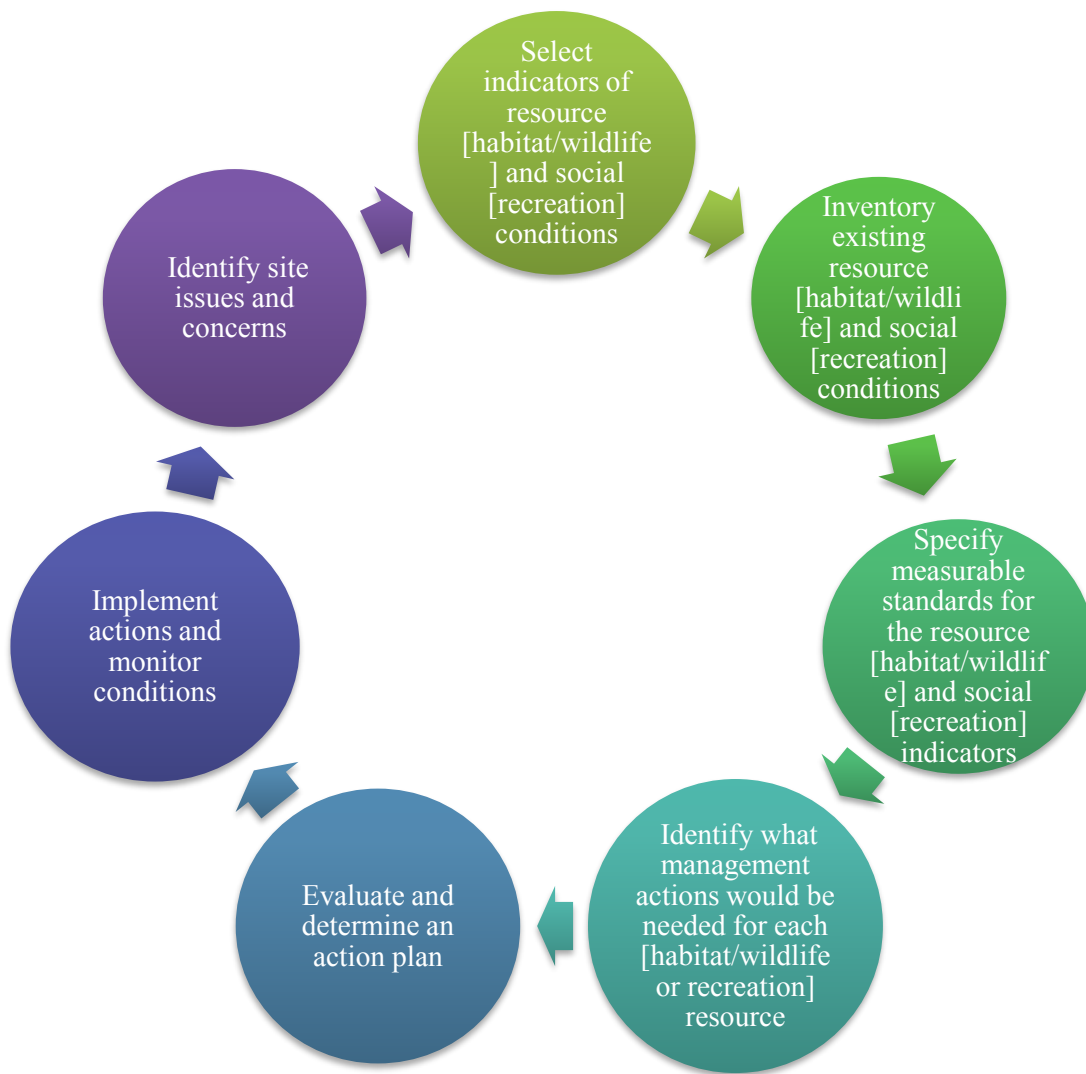 Select
indicators of
resource
[habitat/wildlife
] and social
[recreation]
conditions
Inventory
existing
resource
[habitat/wildli
fe] and social
[recreation]
conditions
Specify
measurable
standards for
the resource
[habitat/wildlif
e] and social
[recreation]
indicators
Identify what
management
actions would be
needed for each
[habitat/wildlife
or recreation]
resource
Evaluate and
determine an
action plan
Implement
actions and
monitor
conditions
Identify site
issues and
concerns